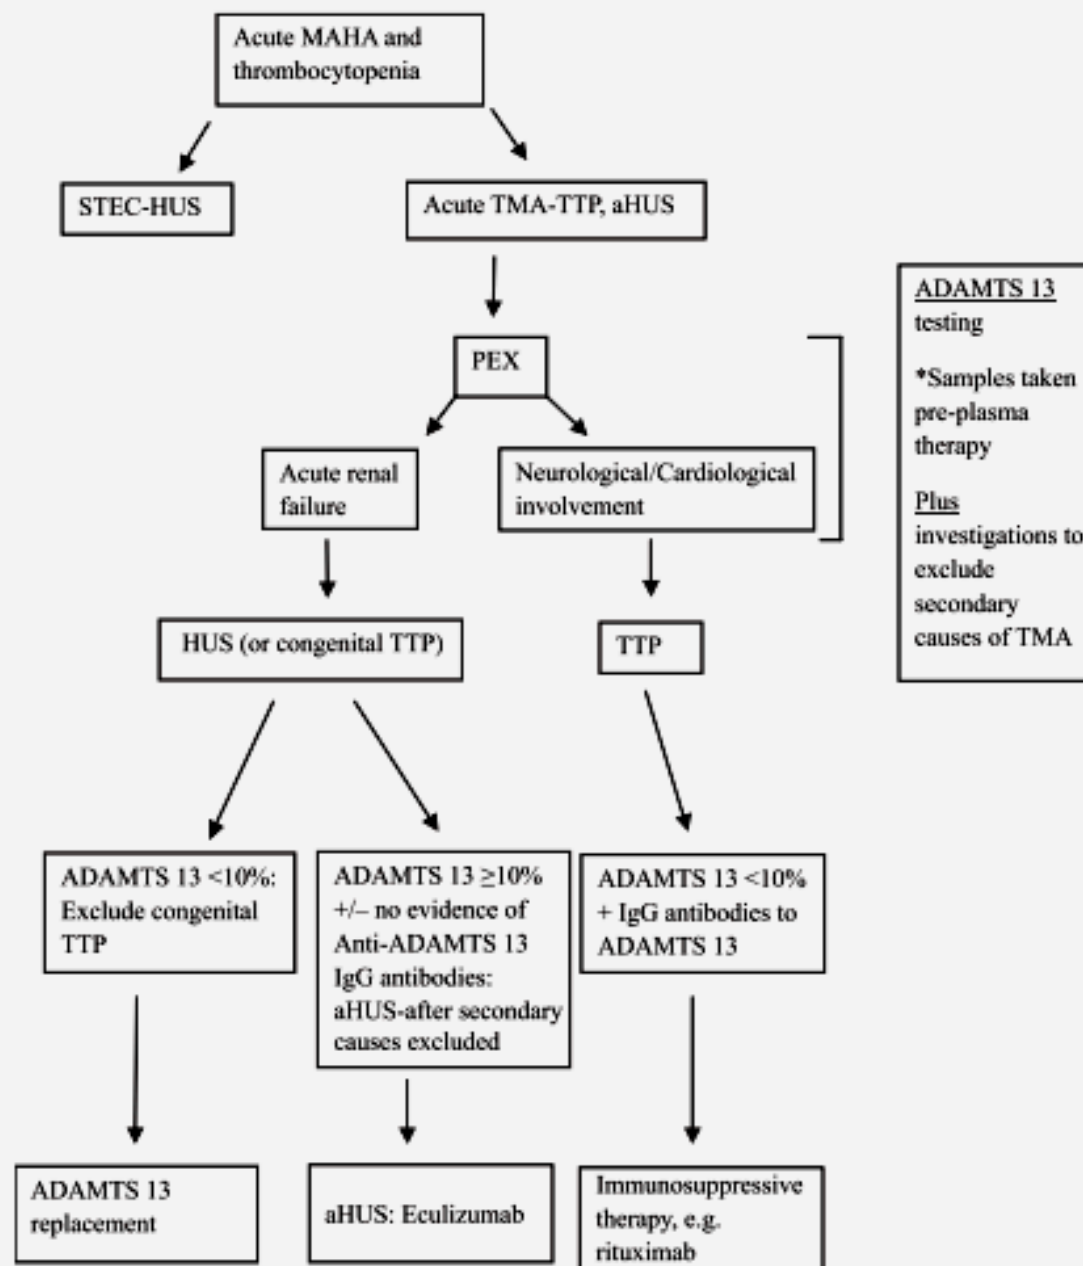 Acute MAHA and
thrombocytopenia
STEC-HUS
Acute TMA-TTP, aHUS
PEX
Acute renal
failure
Neurological/Cardiological
involvement
HUS (or congenital TTP)
TTP
ADAMTS 13 <10%:
Exclude congenital
TTP
ADAMTS 13 ≥10%
+/– no evidence of
Anti-ADAMTS 13
IgG antibodies:
aHUS-after secondary
causes excluded
ADAMTS 13 <10%
+ IgG antibodies to
ADAMTS 13
ADAMTS 13
replacement
aHUS: Eculizumab
Immunosuppressive
therapy, e.g.
rituximab
ADAMTS 13
testing
*Samples taken
pre-plasma
therapy
Plus
investigations to
exclude
secondary
causes of TMA